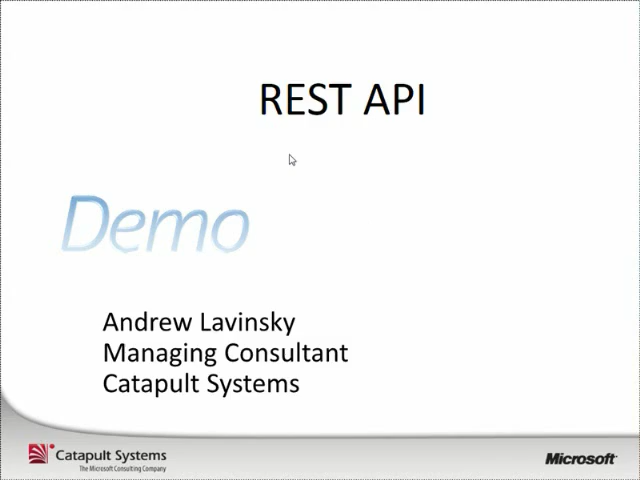 REST API
Demo
Andrew Lavinsky
Managing Consultant
Catapult Systems
Catapult Systems
The Microsoft Consulting Company
Microsoft